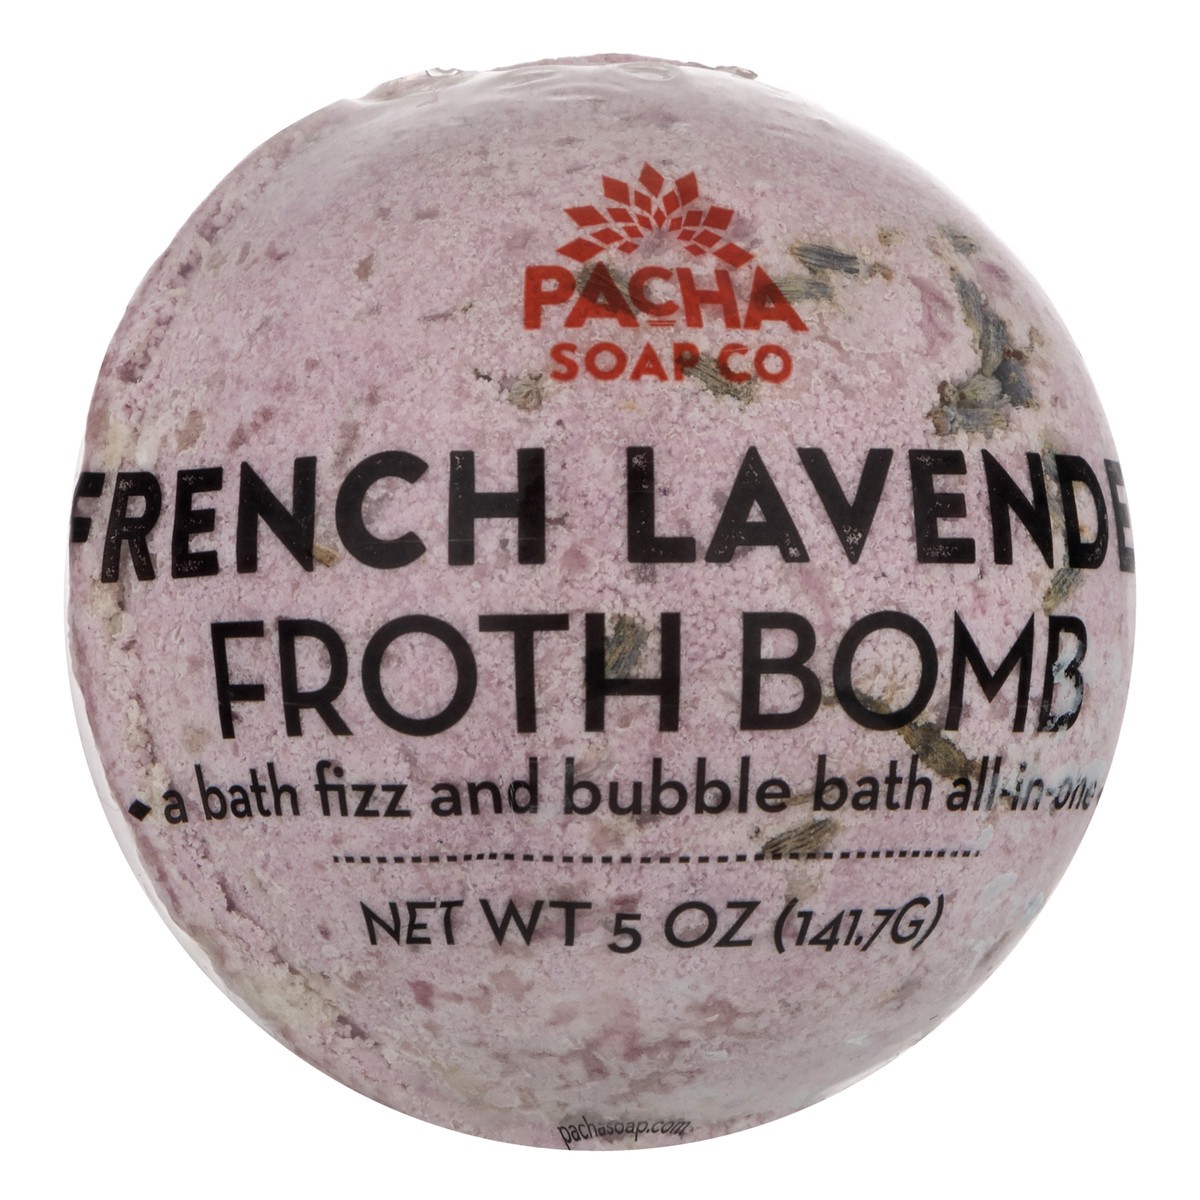 PACHA
SOAP CO
FRENCH LAVENDE
FROTH BOMB
a bath fizz and bubble bath all-in-one
NET WT 5 OZ (141.7G)
pachasoap.com